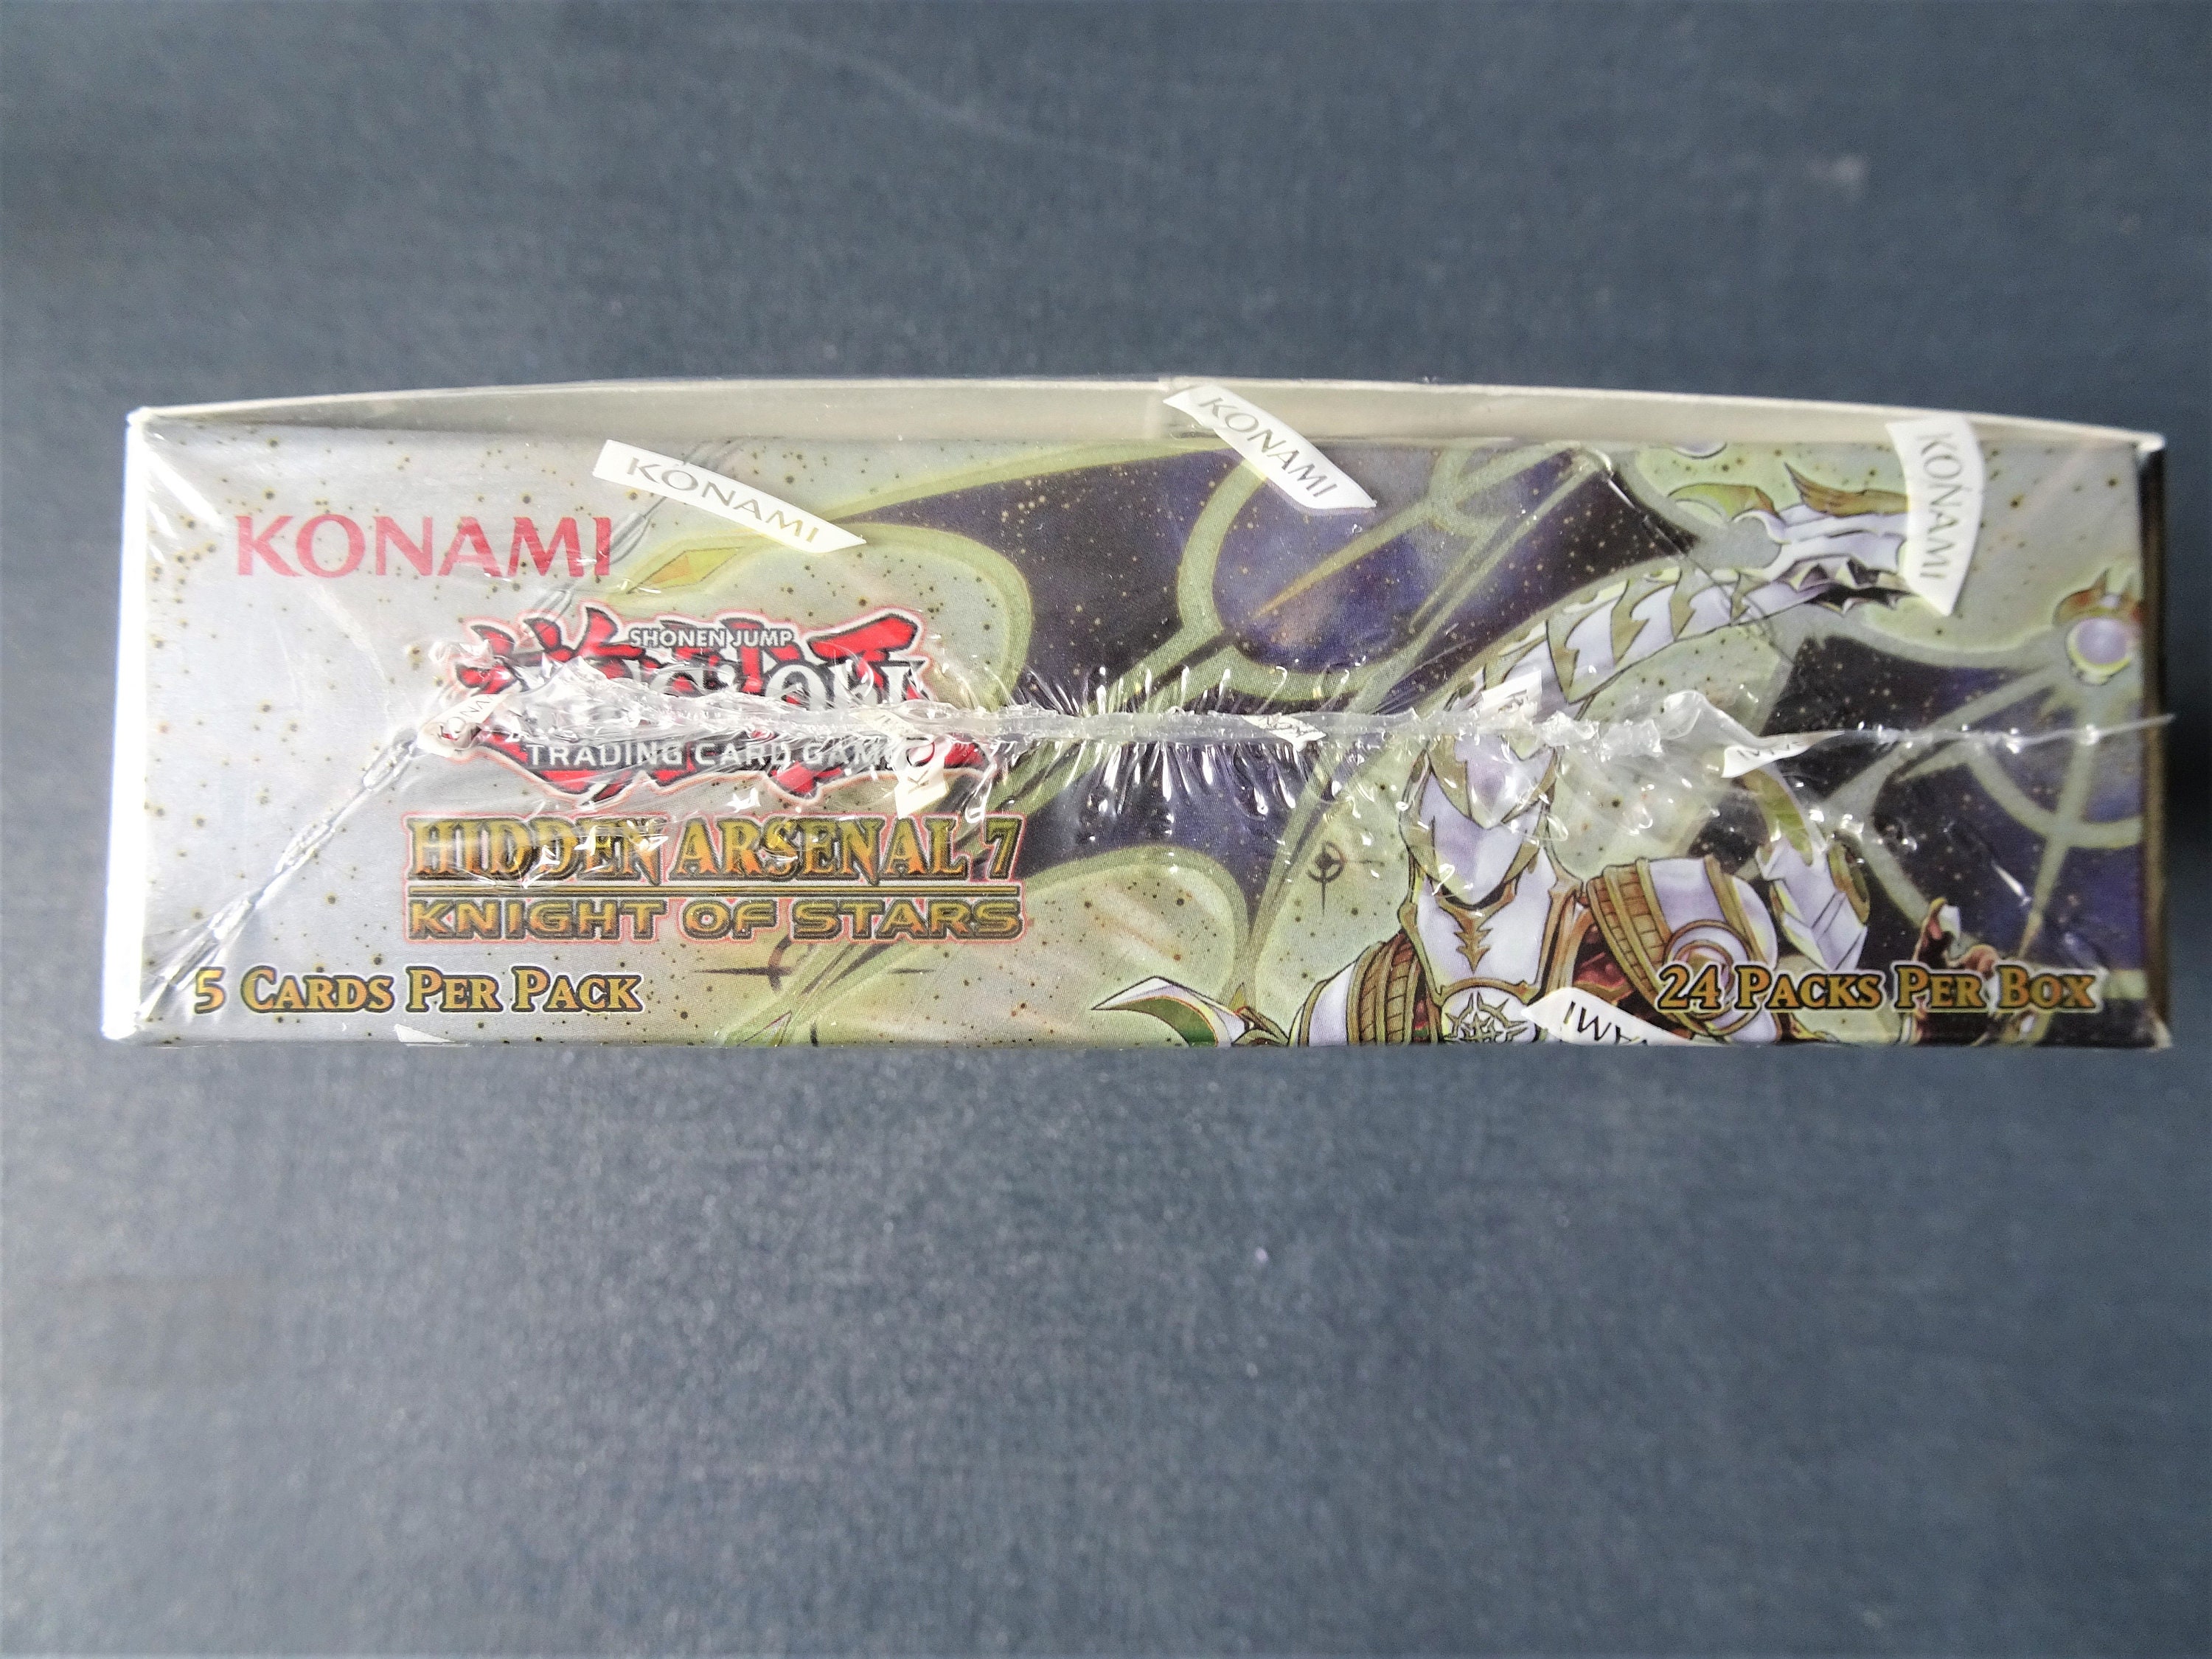 KONAMI
KONAMI
KONAMI
KONAMI
SHONEN JUMP
TRADING CARD GAME
HIDDEN ARSENAL 7
KNIGHT OF STARS
5 CARDS PER PACK
24 PACKS PER BOX